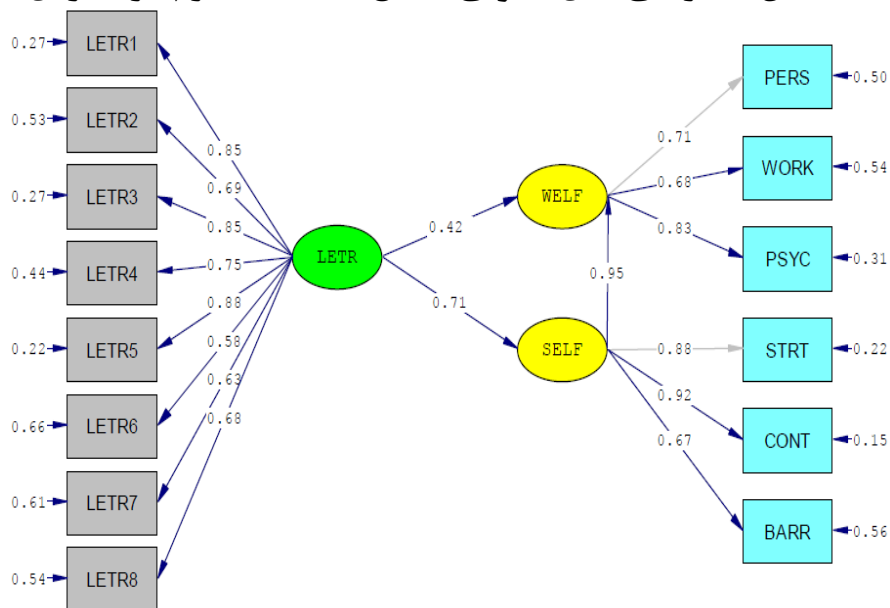 0.27
LETR1
0.53
LETR2
0.27
LETR3
0.44
LETR4
0.22
LETR5
0.66
LETR6
0.61
LETR7
0.54
LETR8
0.85
0.69
0.85
0.75
0.88
0.58
0.63
0.68
LETR
0.42
0.71
WELF
0.95
SELF
0.71
0.68
0.83
0.88
0.92
0.67
PERS
0.50
WORK
0.54
PSYC
0.31
STRT
0.22
CONT
0.15
BARR
0.56